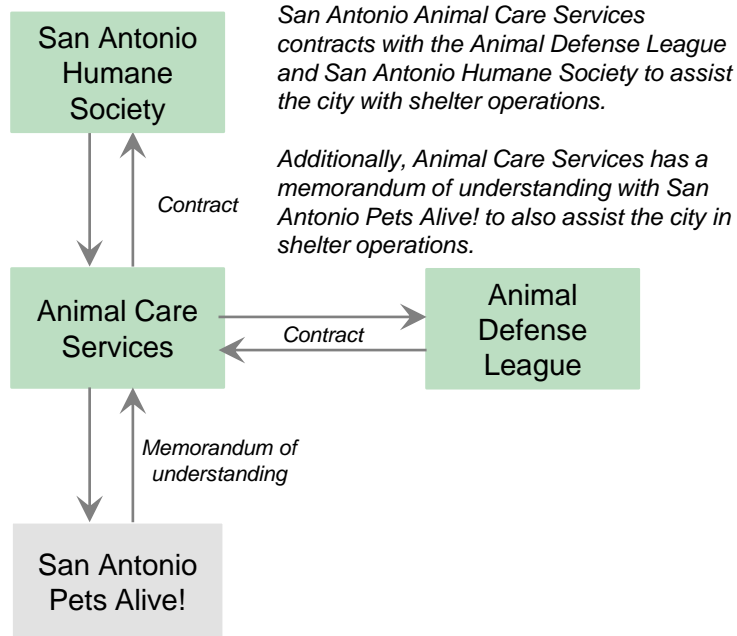 San Antonio
Humane
Society
San Antonio Animal Care Services
contracts with the Animal Defense League
and San Antonio Humane Society to assist
the city with shelter operations.
Additionally, Animal Care Services has a
memorandum of understanding with San
Antonio Pets Alive! to also assist the city in
shelter operations.
Contract
Animal Care
Services
Contract
Animal
Defense
League
Memorandum of
understanding
San Antonio
Pets Alive!